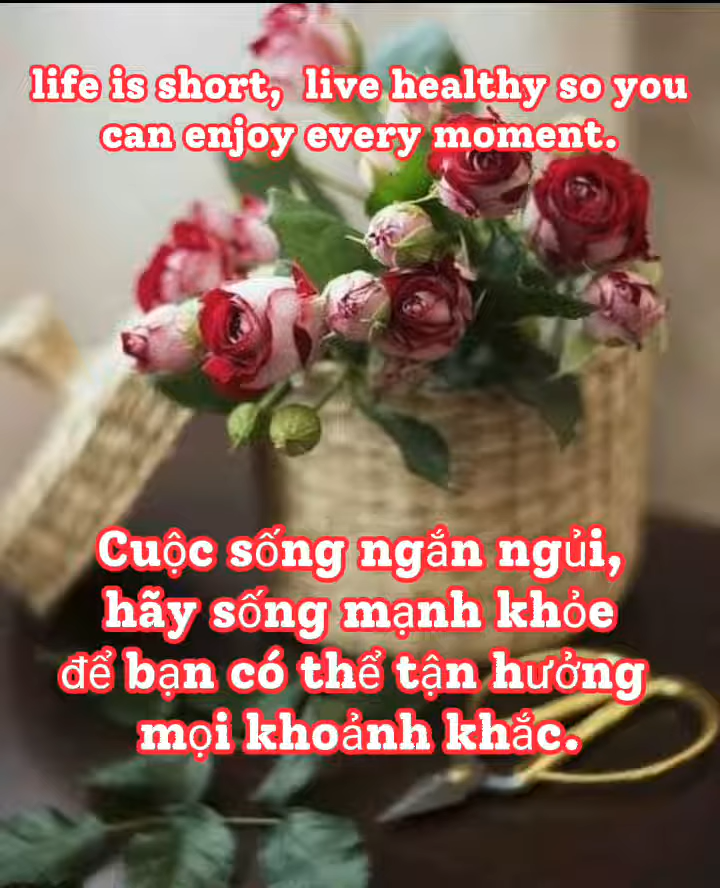 life is short,  live healthy so you
can enjoy every moment.
Cuộc sống ngắn ngủi,
hãy sống mạnh khỏe
để bạn có thể tận hưởng
mọi khoảnh khắc.